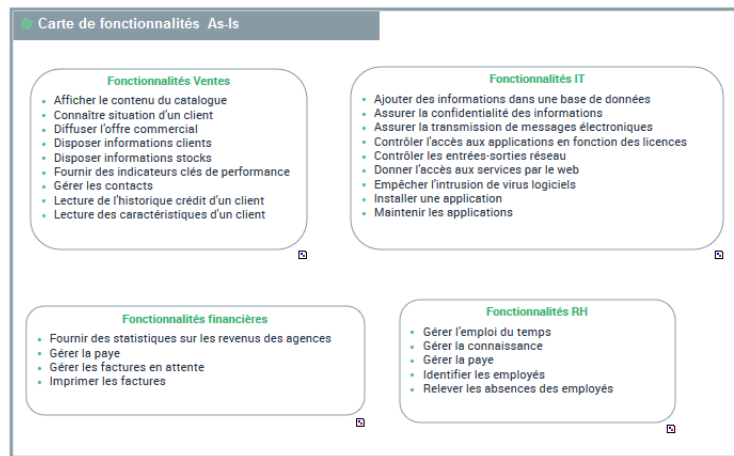 Carte de fonctionnalités As-Is
Fonctionnalités Ventes
Afficher le contenu du catalogue
Connaître situation d'un client
Diffuser l'offre commercial
Disposer informations clients
Disposer informations stocks
Fournir des indicateurs clés de performance
Gérer les contacts
Lecture de l'historique crédit d'un client
Lecture des caractéristiques d'un client
Fonctionnalités IT
Ajouter des informations dans une base de données
Assurer la confidentialité des informations
Assurer la transmission de messages électroniques
Contrôler l'accès aux applications en fonction des licences
Contrôler les entrées-sorties réseau
Donner l'accès aux services par le web
Empêcher l'intrusion de virus logiciels
Installer une application
Maintenir les applications
Fonctionnalités financières
Fournir des statistiques sur les revenus des agences
Gérer la paye
Gérer les factures en attente
Imprimer les factures
Fonctionnalités RH
Gérer l'emploi du temps
Gérer la connaissance
Gérer la paye
Identifier les employés
Relever les absences des employés